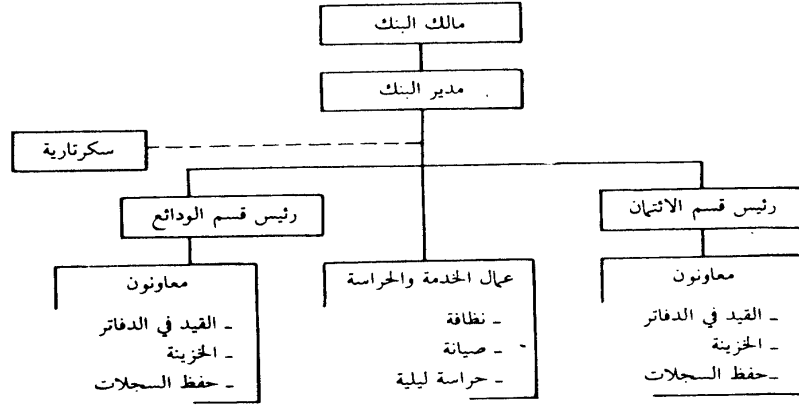 مالك البنك
مدير البنك
سكرتارية
رئيس قسم الائتمان
رئيس قسم الودائع
معاونون
- القيد في الدفاتر
- الخزينة
- حفظ السجلات
عمال الخدمة والحراسة
- نظافة
- صيانة
- حراسة ليلية
معاونون
- القيد في الدفاتر
- الخزينة
- حفظ السجلات